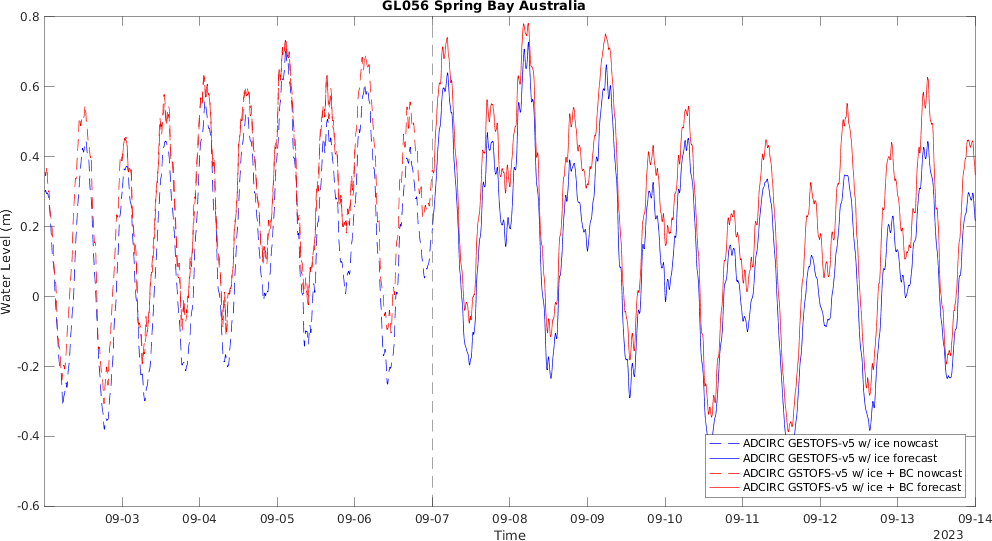 GL056 Spring Bay Australia
Water Level (m)
0.8
0.6
0.4
0.2
0
-0.2
-0.4
-0.6
ADCIRC GESTOFS-v5 w/ ice nowcast
ADCIRC GESTOFS-v5 w/ ice forecast
ADCIRC GSTOFS-v5 w/ ice + BC nowcast
ADCIRC GSTOFS-v5 w/ ice + BC forecast
09-03 09-04 09-05 09-06 09-07 09-08 09-09 09-10 09-11 09-12 09-13 09-14
Time
2023